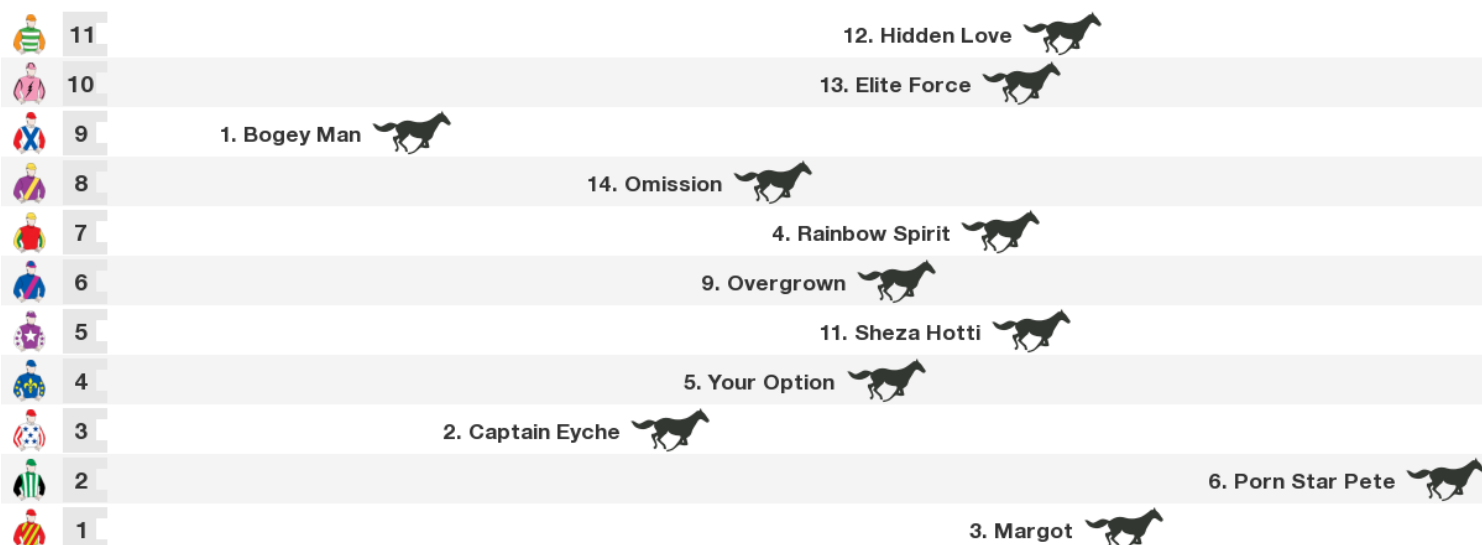 11 12. Hidden Love
10 13. Elite Force
9 1. Bogey Man
8 14. Omission
7 4. Rainbow Spirit
6 9. Overgrown
5 11. Sheza Hotti
4 5. Your Option
3 2. Captain Eyche
2 6. Porn Star Pete
1 3. Margot